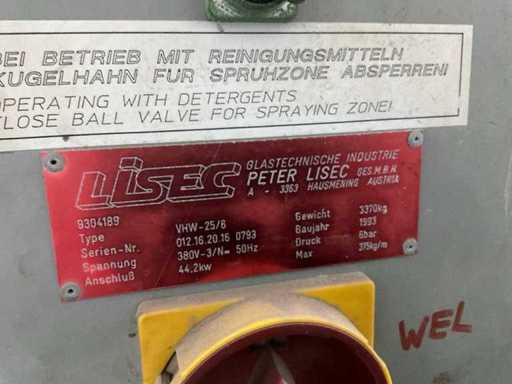 BEI BETRIEB MIT REINIGUNGSMITTELN
KUGELHAHN FÜR SPRÜHZONE ABSPERREN!
OPERATING WITH DETERGENTS
CLOSE BALL VALVE FOR SPRAYING ZONE!
LiSEC
GLASTECHNISCHE INDUSTRIE
PETER LISEC GES.M.B.H.
A - 3363 HAUSMENING AUSTRIA
9304189
Type VHW-25/6 Gewicht 3370kg
Serien-Nr. 012.16.20.16 0793 Baujahr 1993
Spannung 380V-3/N= 50Hz Druck 6bar
Anschluß 44,2kw Max 375kg/m
WEL